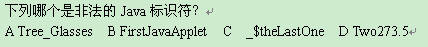 下列哪个是非法的 Java 标识符?
A Tree_Glasses B FirstJavaApplet C _$theLastOne D Two273.5